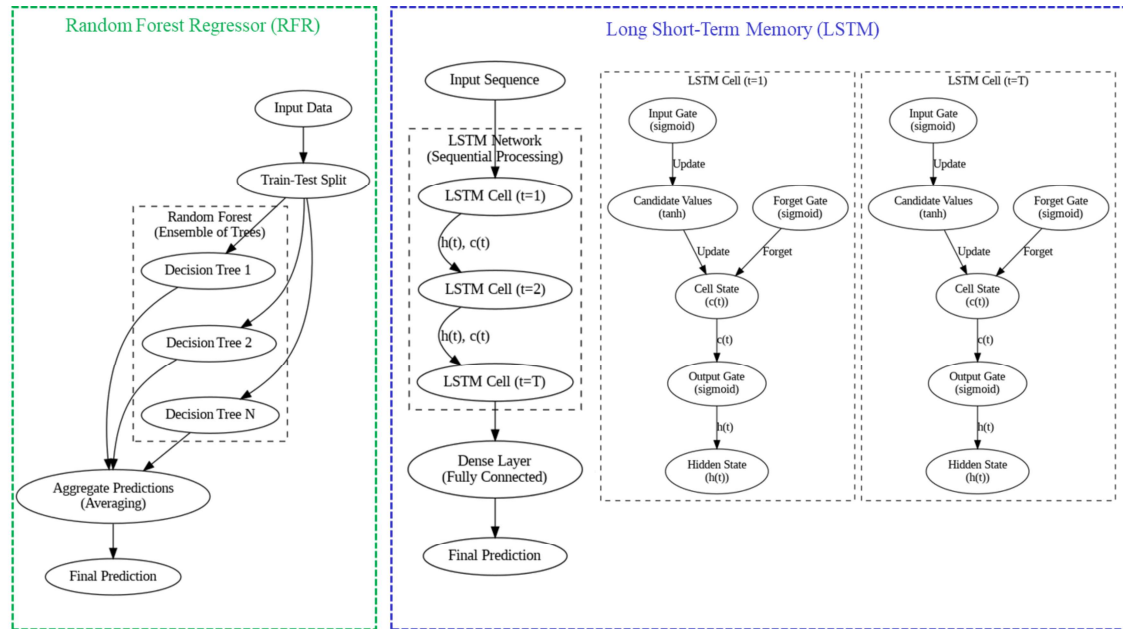 Random Forest Regressor (RFR)
Input Data
Train-Test Split
Random Forest
(Ensemble of Trees)
Decision Tree 1
Decision Tree 2
Decision Tree N
Aggregate Predictions
(Averaging)
Final Prediction
Long Short-Term Memory (LSTM)
Input Sequence
LSTM Network
(Sequential Processing)
LSTM Cell (t=1)
h(t), c(t)
LSTM Cell (t=2)
h(t), c(t)
LSTM Cell (t=T)
Dense Layer
(Fully Connected)
Final Prediction
LSTM Cell (t=1)
Input Gate
(sigmoid)
Update
Candidate Values
(tanh)
Forget Gate
(sigmoid)
Update
Forget
Cell State
(c(t))
c(t)
Output Gate
(sigmoid)
h(t)
Hidden State
(h(t))
LSTM Cell (t=T)
Input Gate
(sigmoid)
Update
Candidate Values
(tanh)
Forget Gate
(sigmoid)
Update
Forget
Cell State
(c(t))
c(t)
Output Gate
(sigmoid)
h(t)
Hidden State
(h(t))